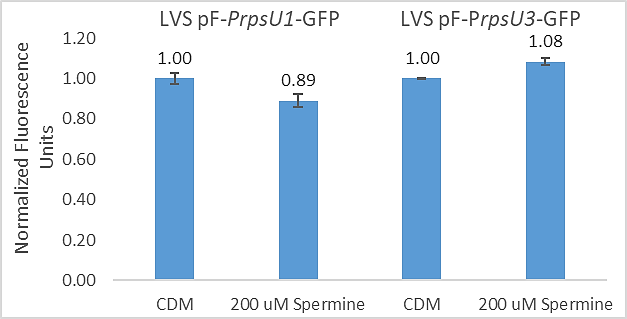 LVS pF-PrpsU1-GFP LVS pF-PrpsU3-GFP
Normalized Fluorescence
Units
1.20
1.00
0.80
0.60
0.40
0.20
0.00
1.00
0.89
1.00
1.08
CDM 200 uM Spermine CDM 200 uM Spermine